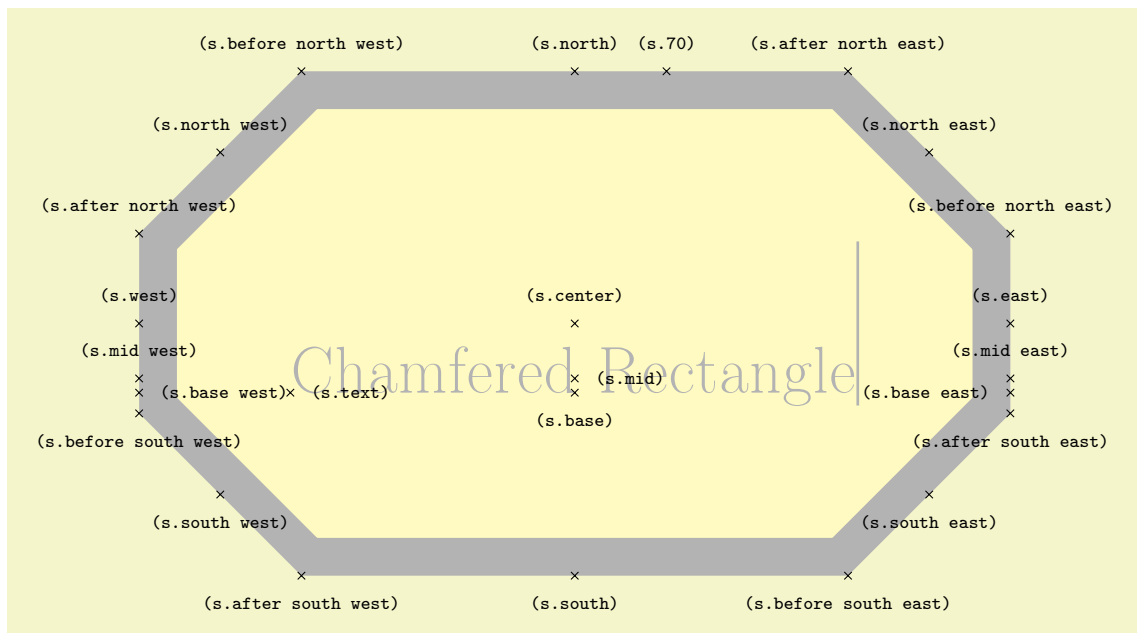 (s.before north west) (s.north) (s.70) (s.after north east)
(s.north west) (s.north east)
(s.after north west) (s.before north east)
(s.west) (s.center) (s.east)
(s.mid west) (s.mid east)
Chamfered Rectangle
(s.mid)
(s.base west) (s.text) (s.base east)
(s.base)
(s.before south west) (s.after south east)
(s.south west) (s.south east)
(s.after south west) (s.south) (s.before south east)